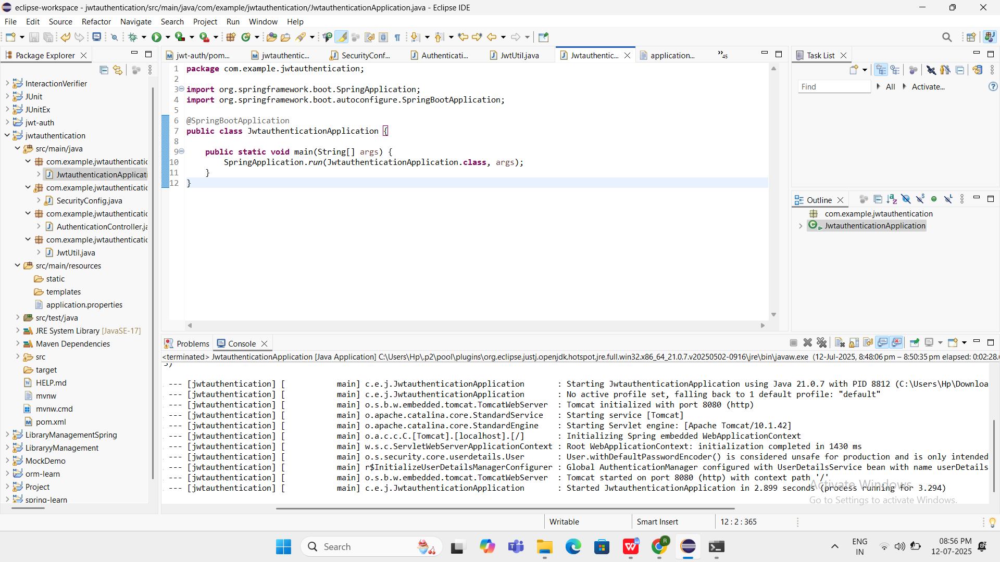 eclipse-workspace - jwtauthentication/src/main/java/com/example/jwtauthentication/JwtauthenticationApplication.java - Eclipse IDE
File Edit Source Refactor Navigate Search Project Run Window Help
Package Explorer
jwt-auth/pom...
jwtauthentic...
SecurityConf...
Authenticati...
JwtUtil.java
Jwtauthentic...
application...
»45
Task List
InteractionVerifier
JUnit
JUnitEx
jwt-auth
jwtauthentication
src/main/java
com.example.jwtauthenticatic
JwtauthenticationApplicati
com.example.jwtauthenticatic
SecurityConfig.java
com.example.jwtauthenticatic
AuthenticationController.ja
com.example.jwtauthenticatic
JwtUtil.java
src/main/resources
static
templates
application.properties
src/test/java
JRE System Library [JavaSE-17]
Maven Dependencies
src
target
HELP.md
mvnw
mvnw.cmd
pom.xml
LibraryManagementSpring
LibraryyManagement
MockDemo
orm-learn
Project
spring-learn
1 package com.example.jwtauthentication;
2
3 import org.springframework.boot.SpringApplication;
4 import org.springframework.boot.autoconfigure.SpringBootApplication;
5
6 @SpringBootApplication
7 public class JwtauthenticationApplication {
8
9 public static void main(String[] args) {
10 SpringApplication.run(JwtauthenticationApplication.class, args);
11 }
12 }
Find All Activate...
Outline
com.example.jwtauthentication
JwtauthenticationApplication
Problems Console
<terminated> JwtauthenticationApplication [Java Application] C:\Users\Hp\.p2\pool\plugins\org.eclipse.justj.openjdk.hotspot.jre.full.win32.x86_64_21.0.7.v20250502-0916\jre\bin\javaw.exe (12-Jul-2025, 8:48:06 pm – 8:50:35 pm elapsed: 0:02:28.
--- [jwtauthentication] [ main] c.e.j.JwtauthenticationApplication : Starting JwtauthenticationApplication using Java 21.0.7 with PID 8812 (C:\Users\Hp\Downloa
--- [jwtauthentication] [ main] c.e.j.JwtauthenticationApplication : No active profile set, falling back to 1 default profile: "default"
--- [jwtauthentication] [ main] o.s.b.w.embedded.tomcat.TomcatWebServer : Tomcat initialized with port 8080 (http)
--- [jwtauthentication] [ main] o.apache.catalina.core.StandardService : Starting service [Tomcat]
--- [jwtauthentication] [ main] o.apache.catalina.core.StandardEngine : Starting Servlet engine: [Apache Tomcat/10.1.42]
--- [jwtauthentication] [ main] o.a.c.c.C.[Tomcat].[localhost].[/] : Initializing Spring embedded WebApplicationContext
--- [jwtauthentication] [ main] w.s.c.ServletWebServerApplicationContext : Root WebApplicationContext: initialization completed in 1430 ms
--- [jwtauthentication] [ main] o.s.security.core.userdetails.User : User.withDefaultPasswordEncoder() is considered unsafe for production and is only intended
--- [jwtauthentication] [ main] r$InitializeUserDetailsManagerConfigurer : Global AuthenticationManager configured with UserDetailsService bean with name userDetails
--- [jwtauthentication] [ main] o.s.b.w.embedded.tomcat.TomcatWebServer : Tomcat started on port 8080 (http) with context path '/'
--- [jwtauthentication] [ main] c.e.j.JwtauthenticationApplication : Started JwtauthenticationApplication in 2.899 seconds (process running for 3.294)
Activate Windows
Go to Settings to activate Windows.
Writable
Smart Insert
12 : 2 : 365
Search
ENG
IN
08:56 PM
12-07-2025